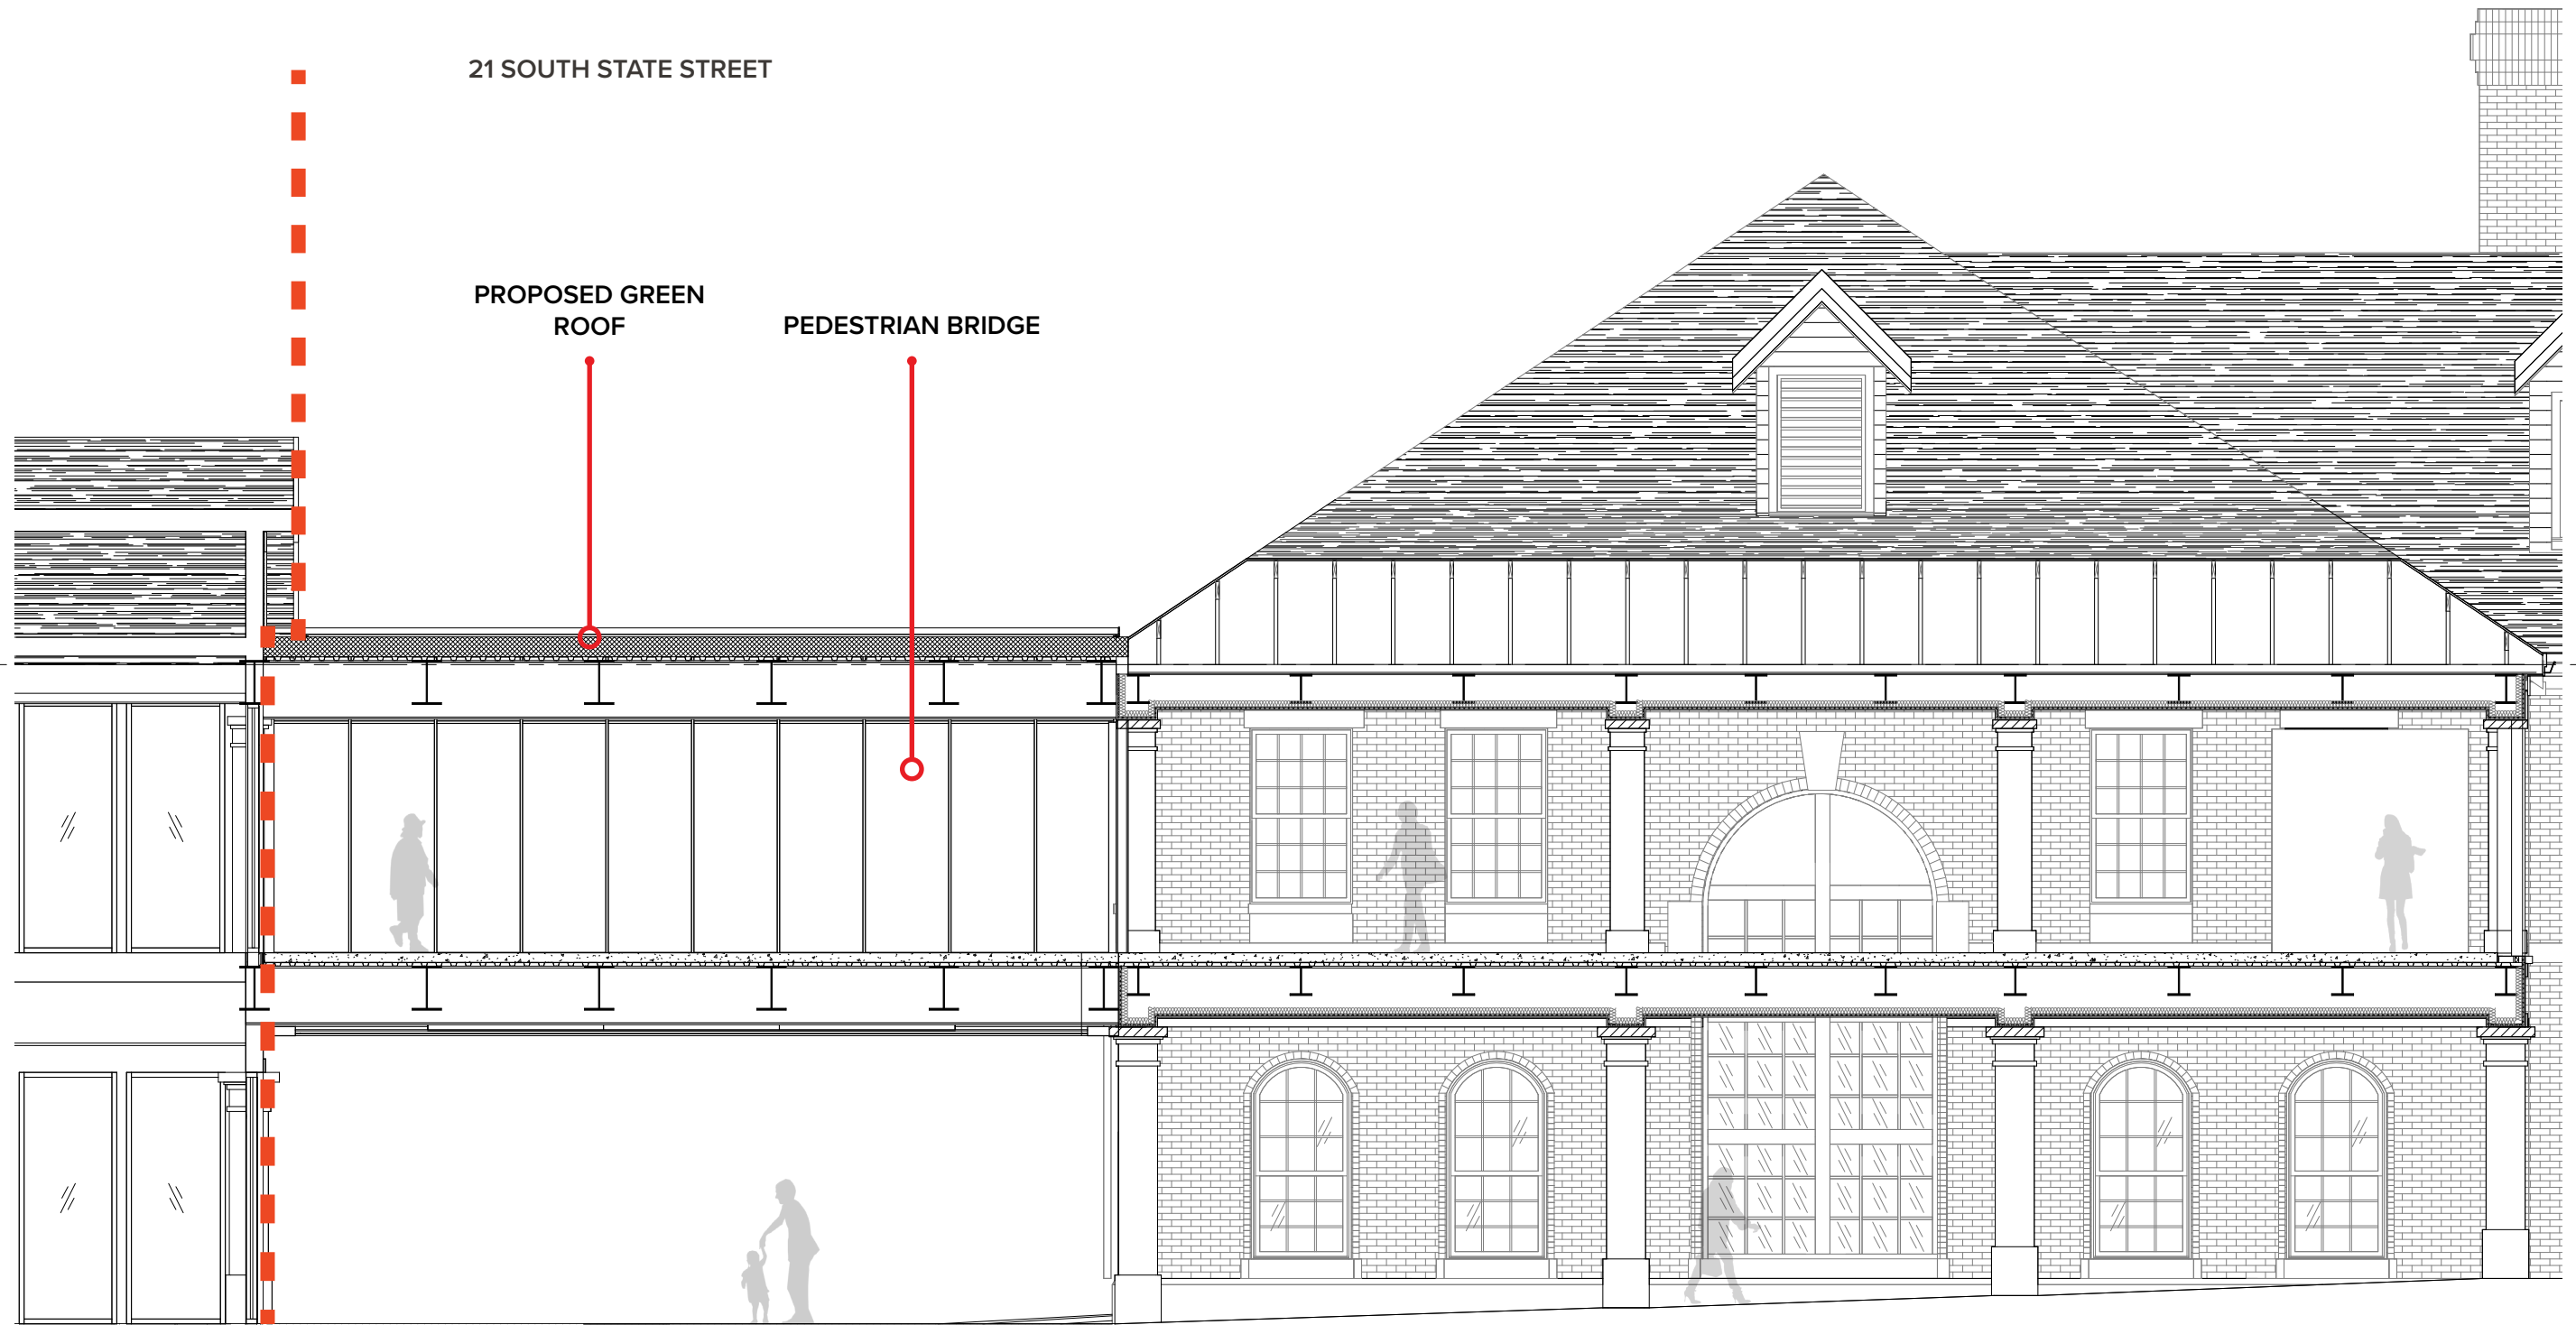 21 SOUTH STATE STREET
PROPOSED GREEN
ROOF
PEDESTRIAN BRIDGE